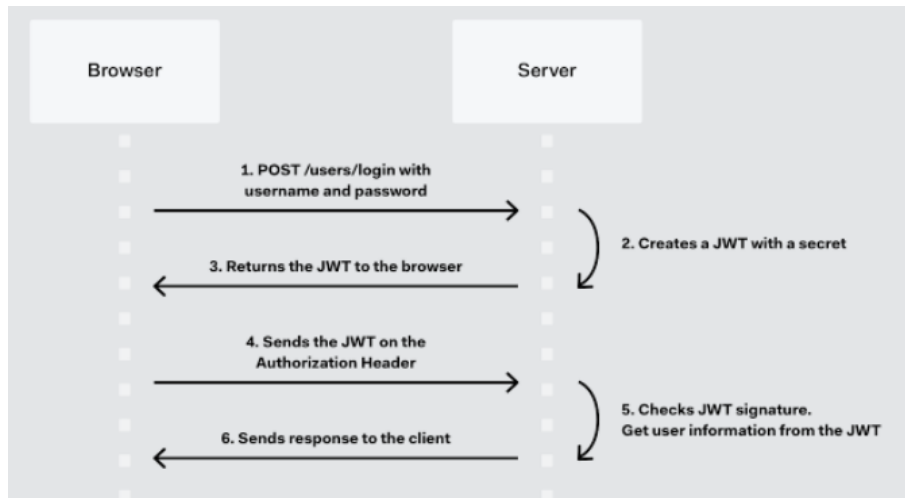 Browser
Server
1. POST /users/login with
username and password
2. Creates a JWT with a secret
3. Returns the JWT to the browser
4. Sends the JWT on the
Authorization Header
5. Checks JWT signature.
Get user information from the JWT
6. Sends response to the client